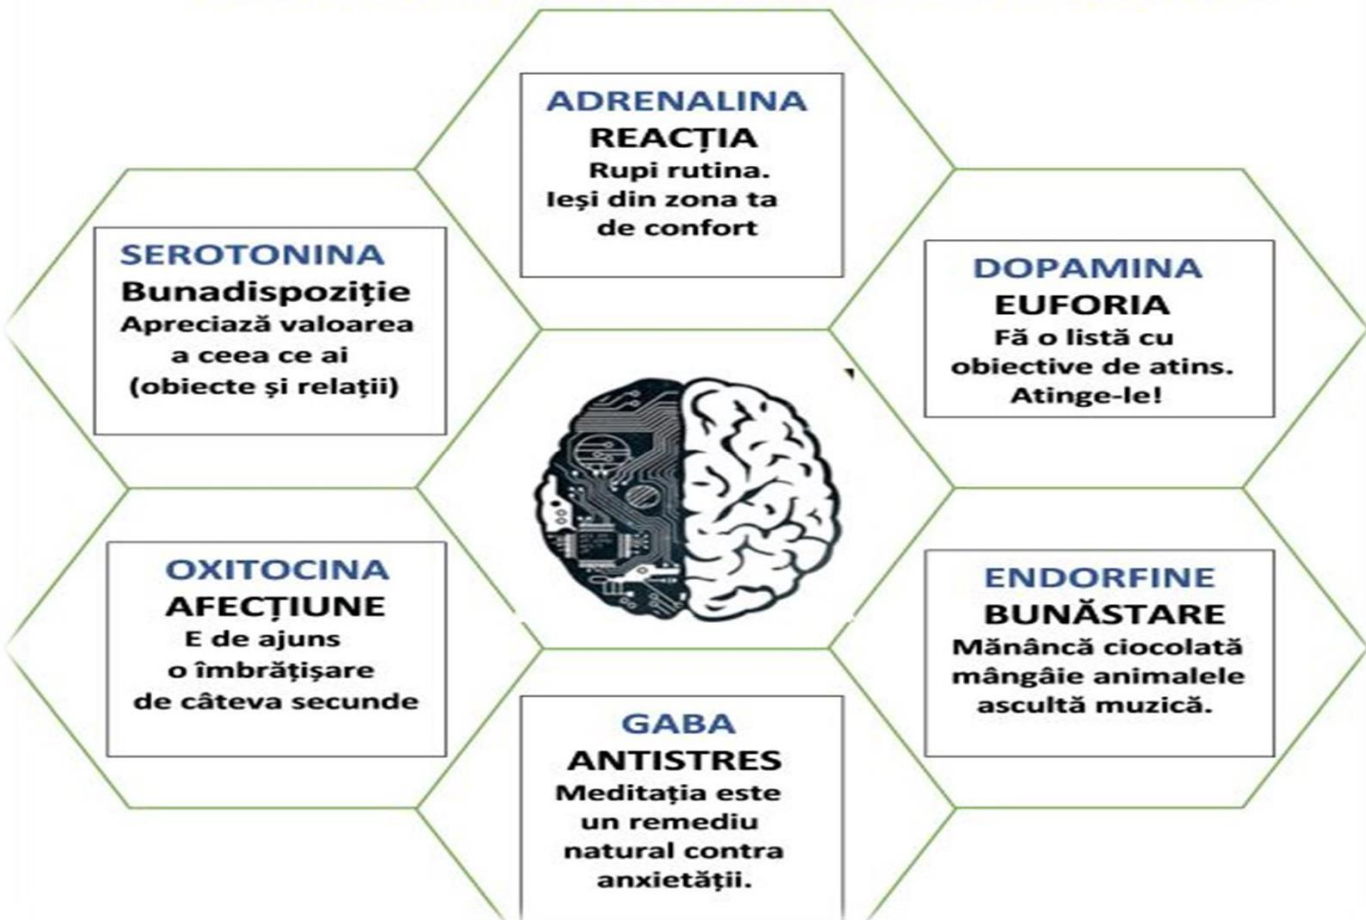 ADRENALINA
REACȚIA
Rupi rutina.
Ieși din zona ta
de confort
SEROTONINA
Bunadispoziție
Apreciază valoarea
a ceea ce ai
(obiecte și relații)
DOPAMINA
EUFORIA
Fă o listă cu
obiective de atins.
Atinge-le!
OXITOCINA
AFECȚIUNE
E de ajuns
o îmbrățișare
de câteva secunde
ENDORFINE
BUNĂSTARE
Mănâncă ciocolată
mângâie animalele
ascultă muzică.
GABA
ANTISTRES
Meditația este
un remediu
natural contra
anxietății.